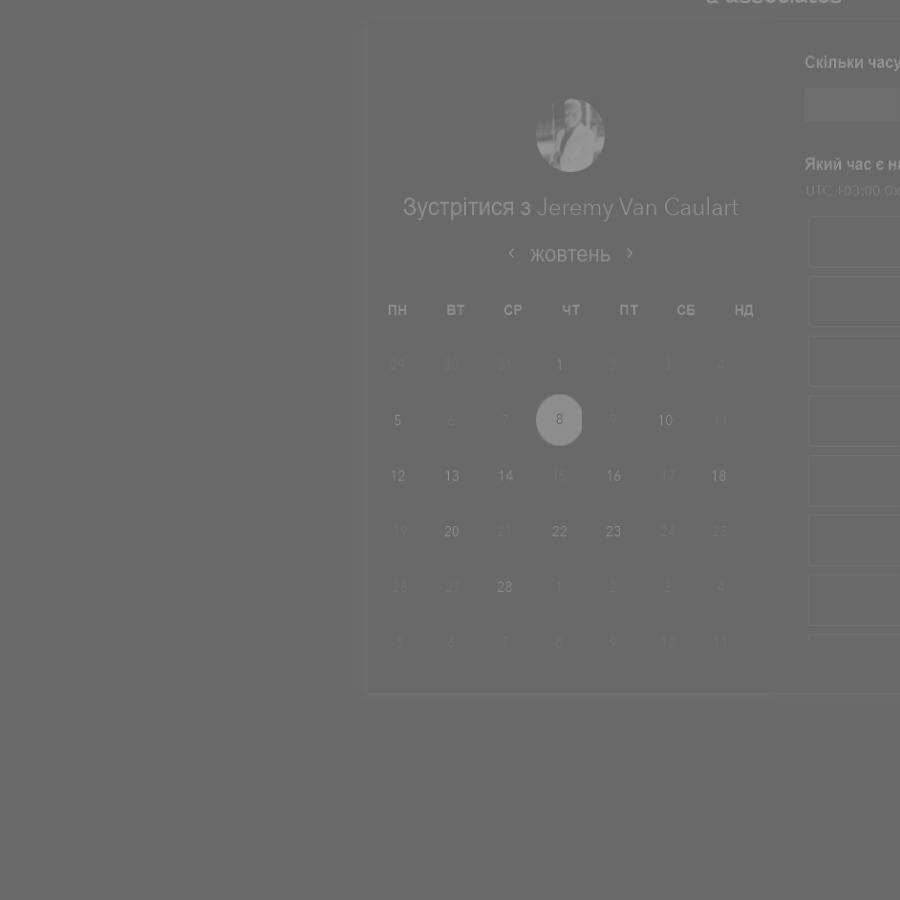 & associates
Зустрітися з Jeremy Van Caulart
жовтень
ПН ВТ СР ЧТ ПТ СБ НД
29 30 31 1 2 3 4
5 6 7 8 9 10 11
12 13 14 15 16 17 18
19 20 21 22 23 24 25
26 27 28 1 2 3 4
5 6 7 8 9 10 11
Скільки часу
Який час є
UTC +03:00